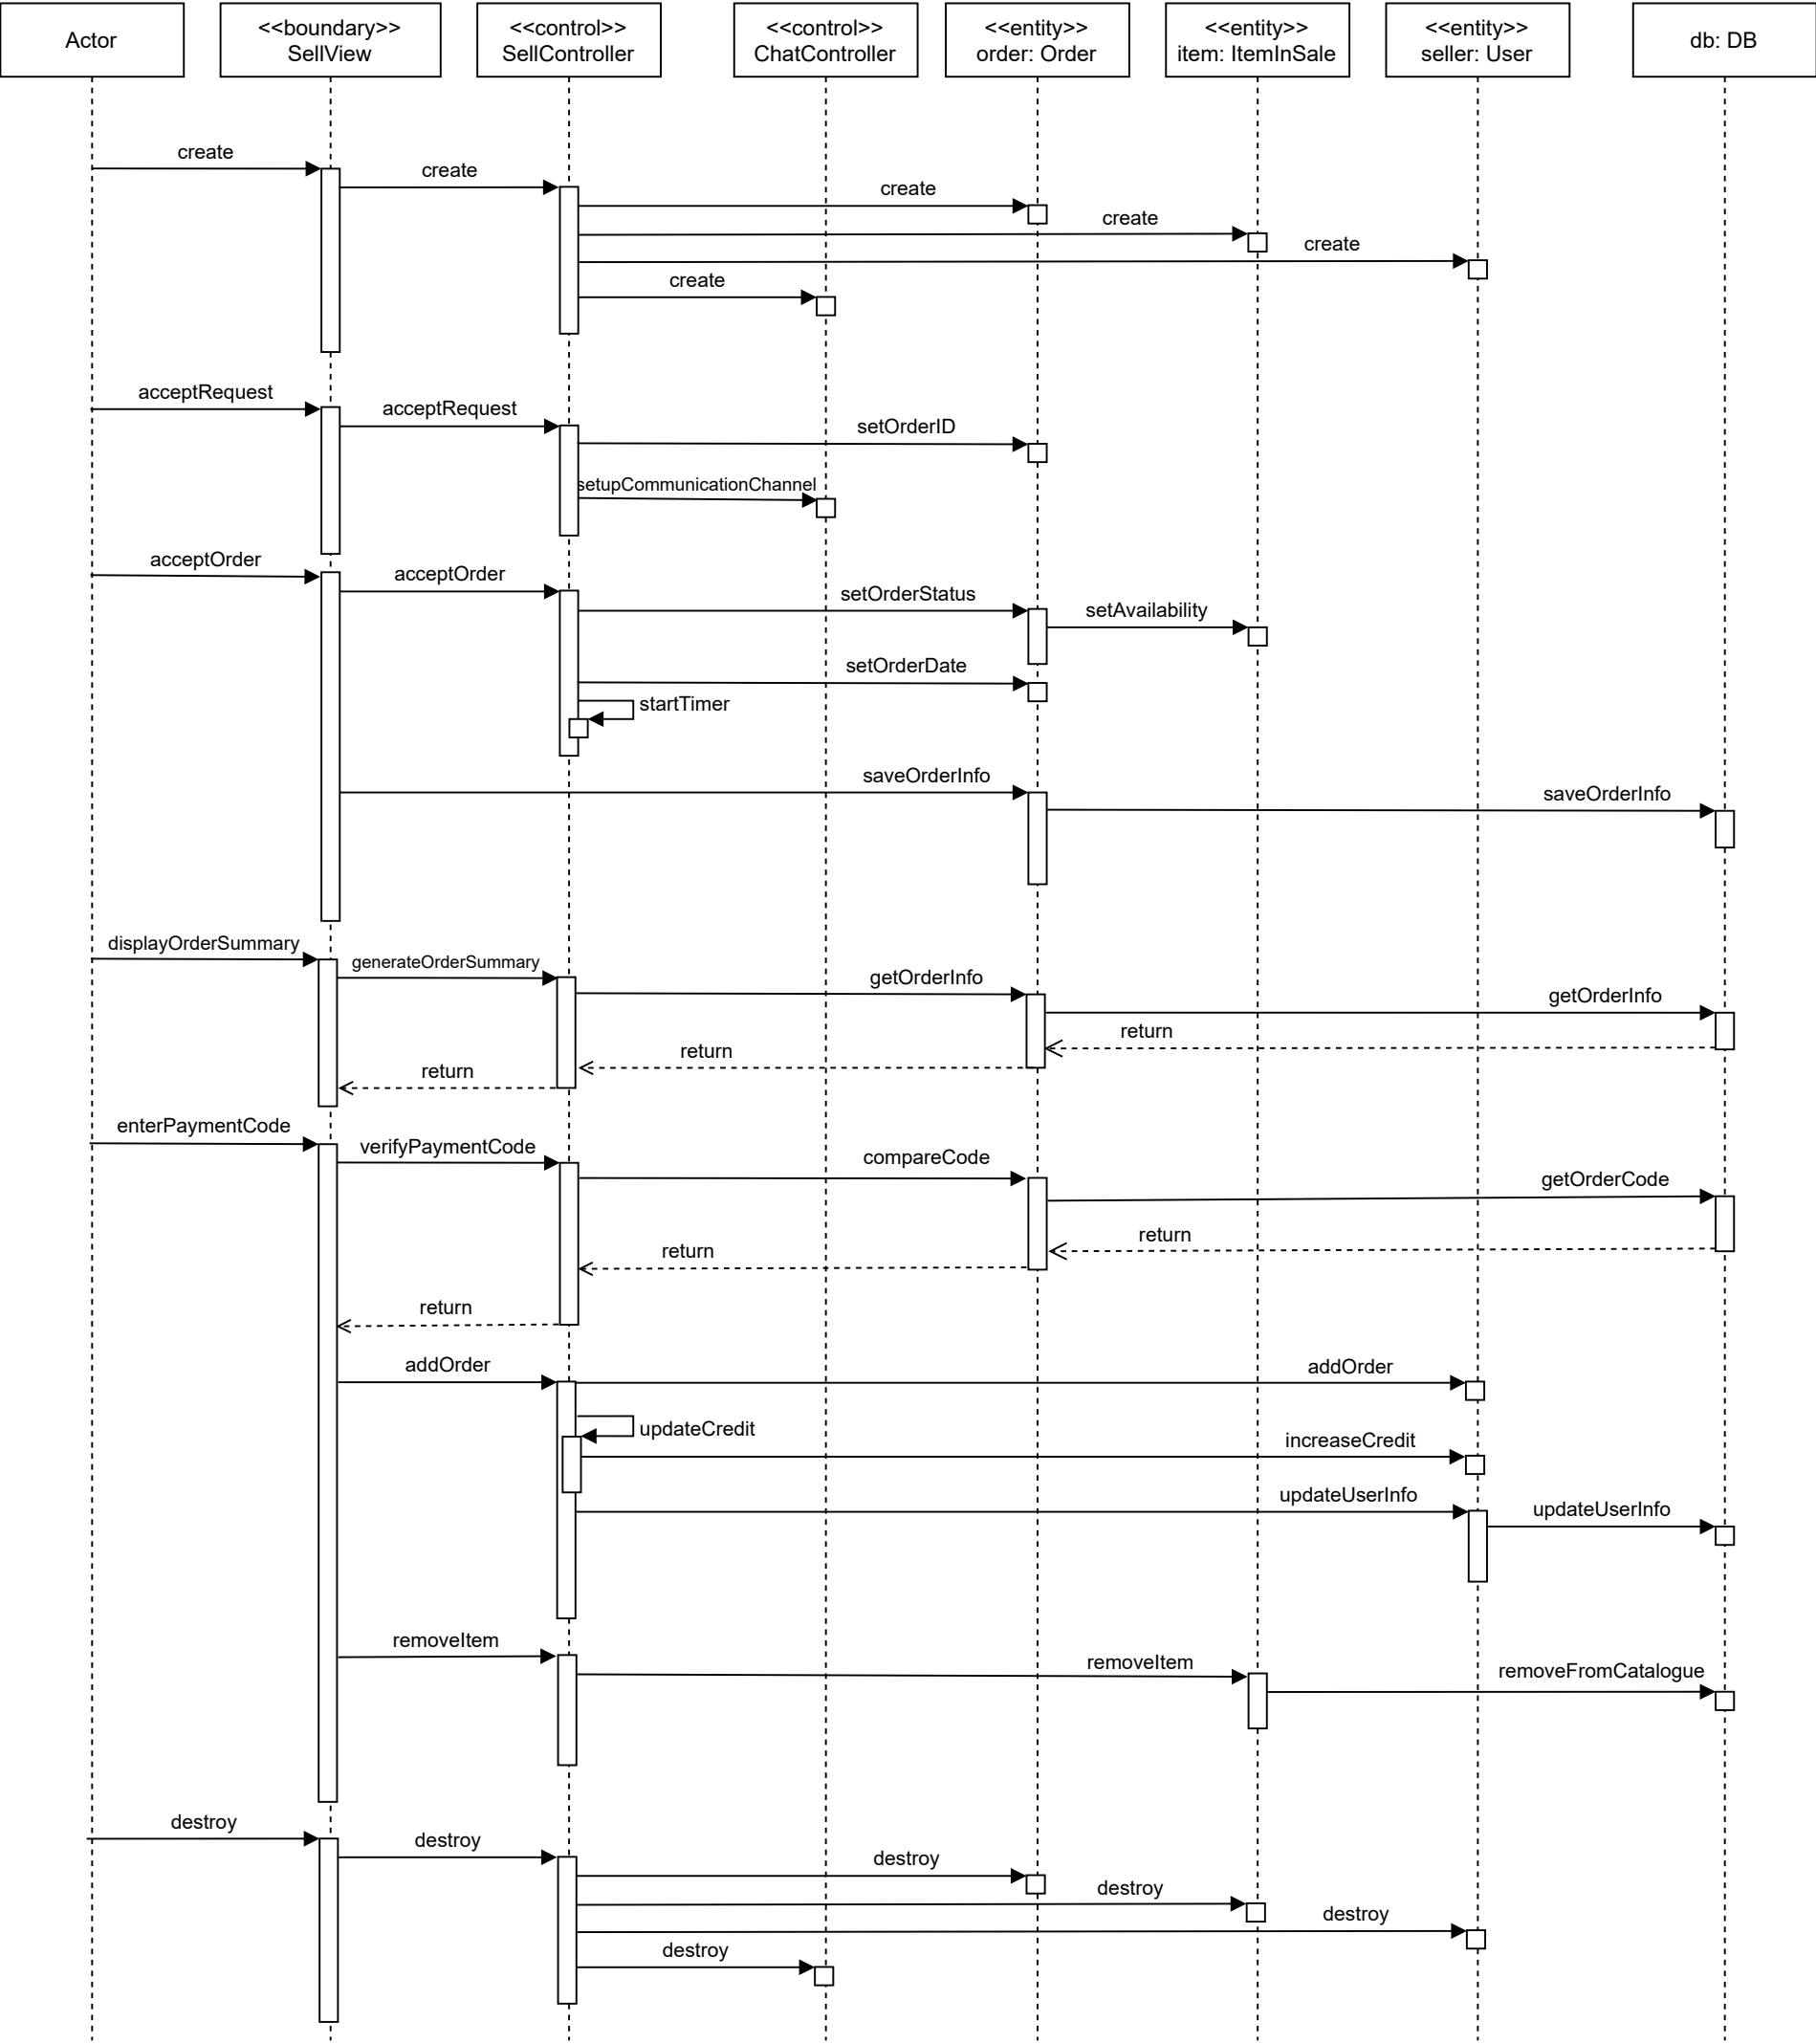 Actor
<<boundary>>
SellView
<<control>>
SellController
<<control>>
ChatController
<<entity>>
order: Order
<<entity>>
item: ItemInSale
<<entity>>
seller: User
db: DB
create
create
create
create
create
create
acceptRequest
acceptRequest
setOrderID
setupCommunicationChannel
acceptOrder
acceptOrder
setOrderStatus
setAvailability
setOrderDate
startTimer
saveOrderInfo
saveOrderInfo
displayOrderSummary
generateOrderSummary
getOrderInfo
getOrderInfo
return
return
return
enterPaymentCode
verifyPaymentCode
compareCode
getOrderCode
return
return
return
addOrder
addOrder
updateCredit
increaseCredit
updateUserInfo
updateUserInfo
removeItem
removeItem
removeFromCatalogue
destroy
destroy
destroy
destroy
destroy
destroy